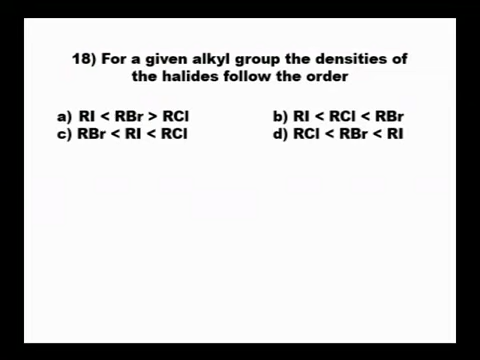 18) For a given alkyl group the densities of
the halides follow the order
a) RI < RBr > RCl
b) RI < RCl < RBr
c) RBr < RI < RCl
d) RCl < RBr < RI